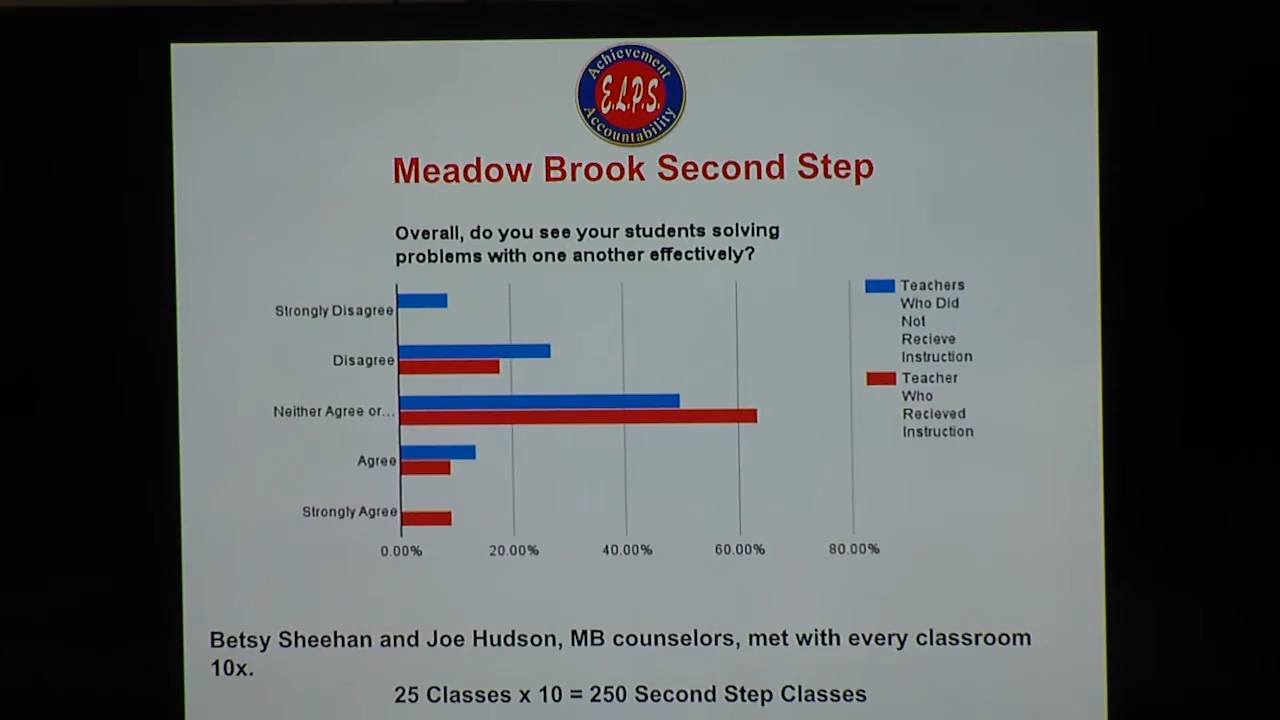 Achievement
E.L.P.S.
Accountability
Meadow Brook Second Step
Overall, do you see your students solving
problems with one another effectively?
Strongly Disagree
Disagree
Neither Agree or...
Agree
Strongly Agree
0.00% 20.00% 40.00% 60.00% 80.00%
Teachers
Who Did
Not
Recieve
Instruction
Teacher
Who
Recieved
Instruction
Betsy Sheehan and Joe Hudson, MB counselors, met with every classroom
10x.
25 Classes x 10 = 250 Second Step Classes